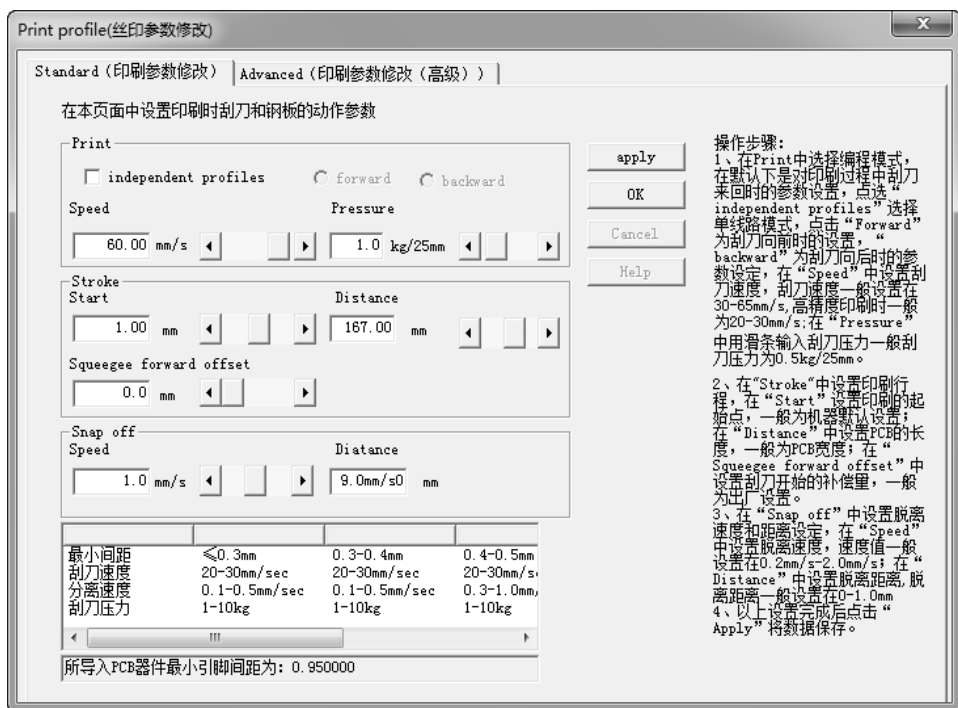 Print profile(丝印参数修改)
Standard (印刷参数修改)
Advanced (印刷参数修改 (高级) )
在本页面中设置印刷时刮刀和钢板的动作参数
Print
independent profiles
forward
backward
Speed
Pressure
60.00 mm/s
1.0 kg/25mm
Stroke
Start
Distance
1.00 mm
167.00 mm
Squeegee forward offset
0.0 mm
Snap off
Speed
Diatance
1.0 mm/s
9.0mm/s0 mm
最小间距 ≤0.3mm 0.3-0.4mm 0.4-0.5mm
刮刀速度 20-30mm/sec 20-30mm/sec 20-30mm/s
分离速度 0.1-0.5mm/sec 0.1-0.5mm/sec 0.3-1.0mm,
刮刀压力 1-10kg 1-10kg 1-10kg
所导入PCB器件最小引脚间距为: 0.950000
apply
OK
Cancel
Help
操作步骤:
1、在Print中选择编程模式,
在默认下是对印刷过程中刮刀
来回时的参数设置,点选“
independent profiles”选择
单线路模式,点击“Forward”
为刮刀向前时的设置,“
backward”为刮刀向后时的参
数设定,在“Speed”中设置刮
刀速度,刮刀速度一般设置在
30-65mm/s,高精度印刷时一般
为20-30mm/s;在“Pressure”
中用滑条输入刮刀压力一般刮
刀压力为0.5kg/25mm。
2、在"Stroke"中设置印刷行
程,在“Start”设置印刷的起
始点,一般为机器默认设置;
在“Distance”中设置PCB的长
度,一般为PCB宽度;在“
Squeegee forward offset”中
设置刮刀开始的补偿量,一般
为出厂设置。
3、在“Snap off”中设置脱离
速度和距离设定,在“Speed”
中设置脱离速度,速度值一般
设置在0.2mm/s-2.0mm/s;在“
Distance”中设置脱离距离,脱
离距离一般设置在0-1.0mm
4、以上设置完成后点击“
Apply”将数据保存。